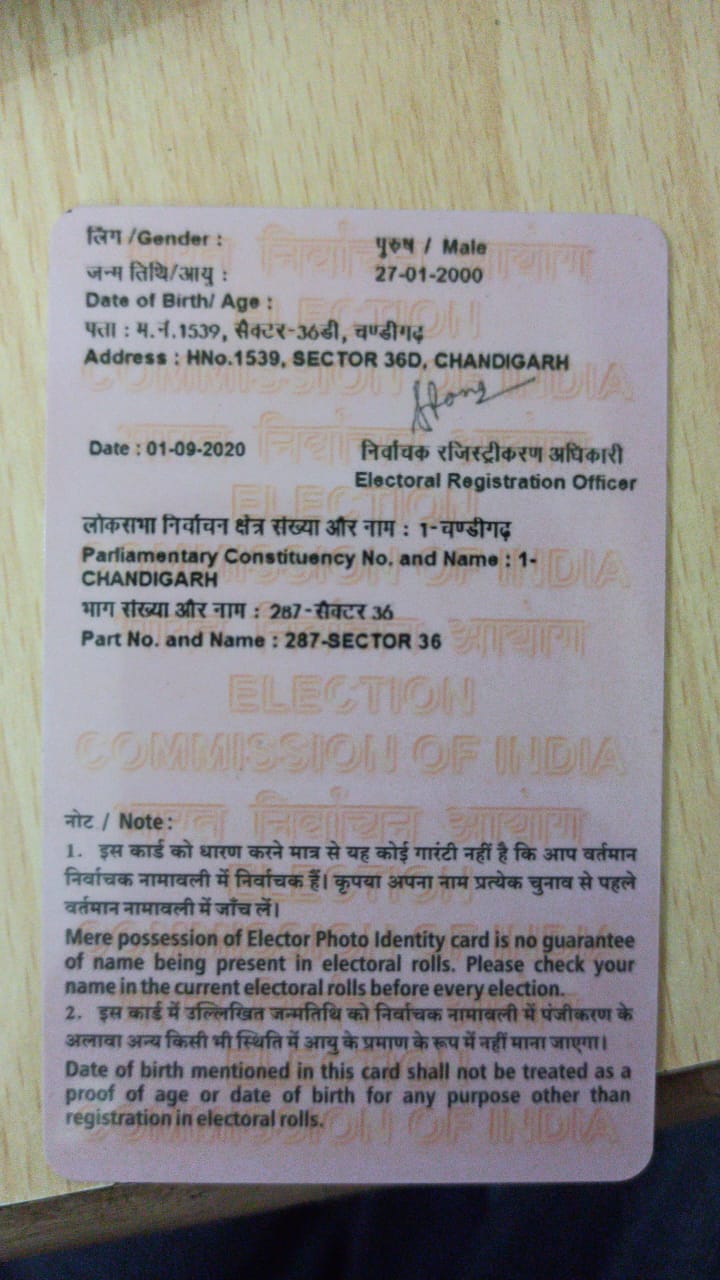 लिंग /Gender : पुरुष / Male
जन्म तिथि/आयु : 27-01-2000
Date of Birth/ Age :
पता : म.नं.1539, सैक्टर-36डी, चण्डीगढ़
Address : HNo.1539, SECTOR 36D, CHANDIGARH
Date : 01-09-2020 निर्वाचक रजिस्ट्रीकरण अधिकारी
Electoral Registration Officer
लोकसभा निर्वाचन क्षेत्र संख्या और नाम : 1-चण्डीगढ़
Parliamentary Constituency No. and Name : 1-
CHANDIGARH
भाग संख्या और नाम : 287-सैक्टर 36
Part No. and Name : 287-SECTOR 36
ELECTION
COMMISSION OF INDIA
नोट / Note:
1. इस कार्ड को धारण करने मात्र से यह कोई गारंटी नहीं है कि आप वर्तमान
निर्वाचक नामावली में निर्वाचक हैं। कृपया अपना नाम प्रत्येक चुनाव से पहले
वर्तमान नामावली में जाँच लें।
Mere possession of Elector Photo Identity card is no guarantee
of name being present in electoral rolls. Please check your
name in the current electoral rolls before every election.
2. इस कार्ड में उल्लिखित जन्मतिथि को निर्वाचक नामावली में पंजीकरण के
अलावा अन्य किसी भी स्थिति में आयु के प्रमाण के रूप में नहीं माना जाएगा।
Date of birth mentioned in this card shall not be treated as a
proof of age or date of birth for any purpose other than
registration in electoral rolls.